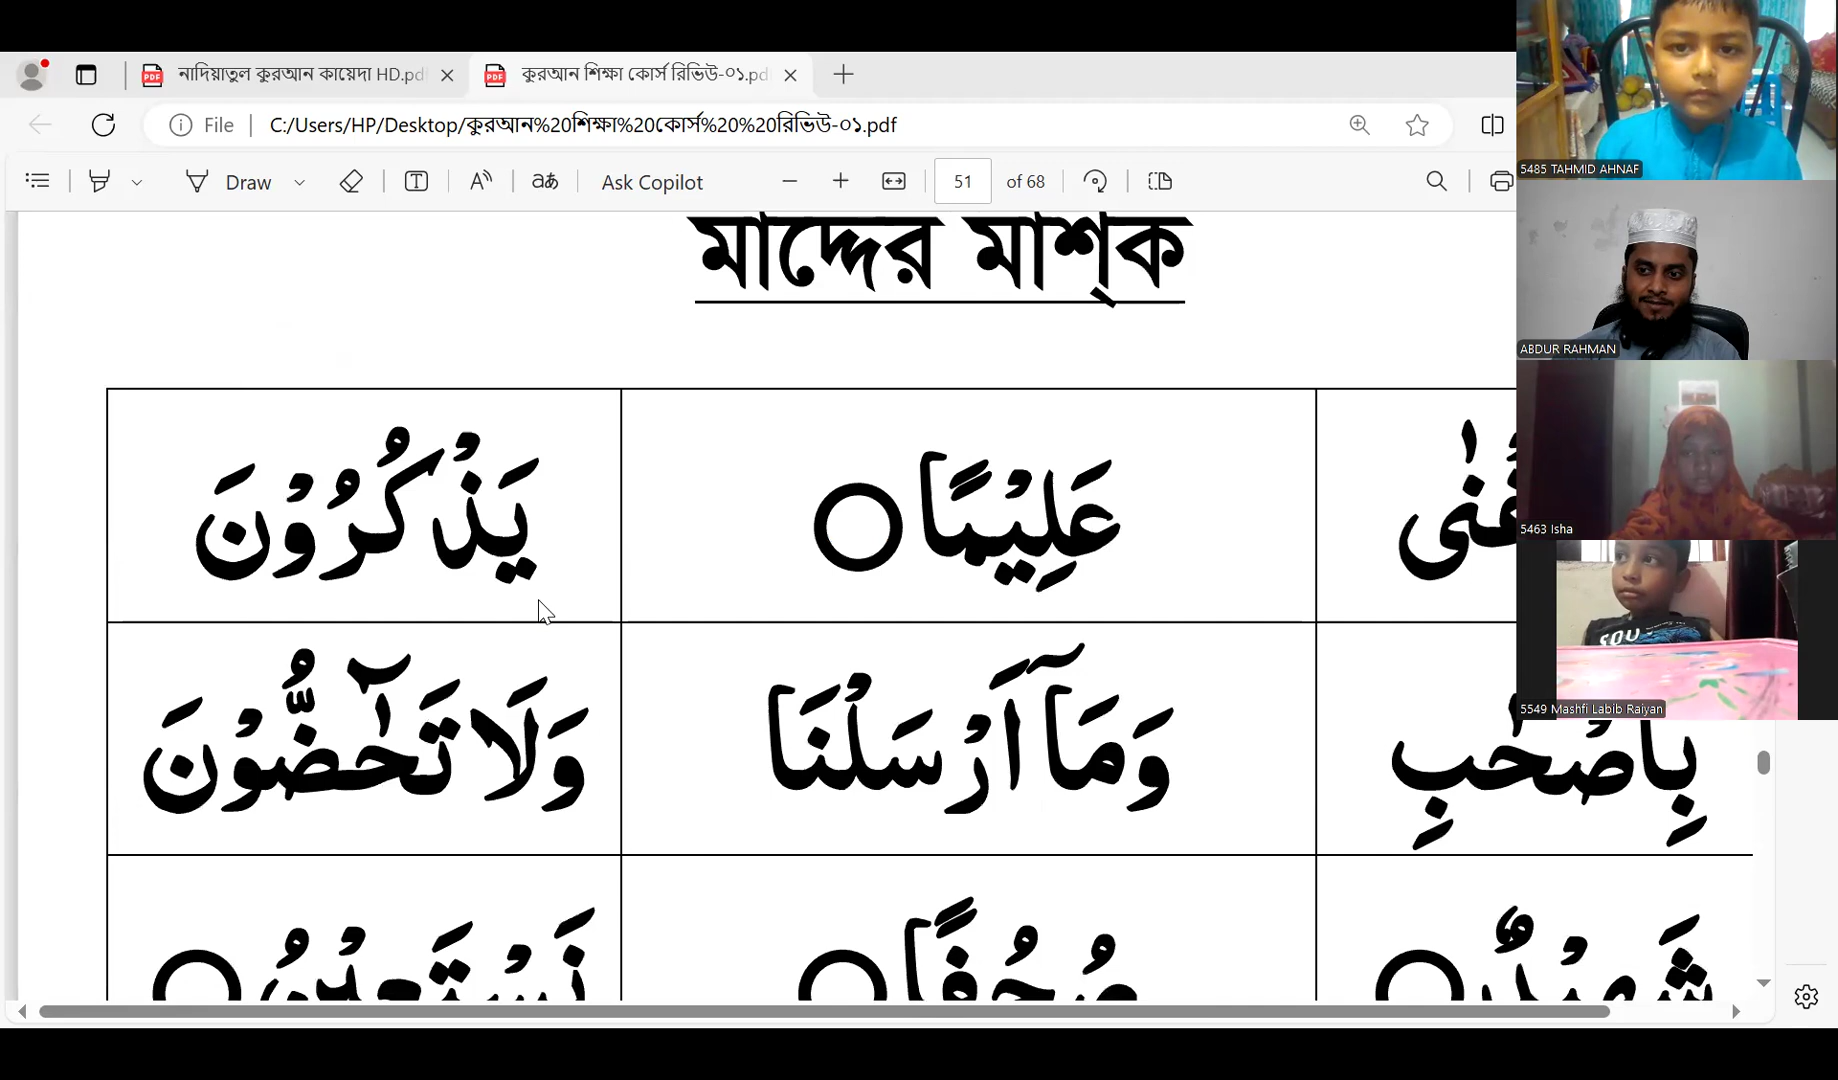 নাদিয়াতুল কুরআন কায়েদা HD.pdf
কুরআন শিক্ষা কোর্স রিভিউ-০১.pdf
File
C:/Users/HP/Desktop/কুরআন%20শিক্ষা%20কোর্স%20%20রিভিউ-০১.pdf
Draw
Ask Copilot
51
of 68
মাদ্দের মাশ্ক
عَلِيْمًا
يَذْكُرُوْنَ
بِاَصْحٰبِ
وَمَآ اَرْسَلْنَا
وَلَا تَحٰٓضُّوْنَ
شَهِيْدٌ
صُحُفًا
نَسْتَعِيْنُ
5485 TAHMID AHNAF
ABDUR RAHMAN
5463 Isha
5549 Mashfi Labib Raiyan